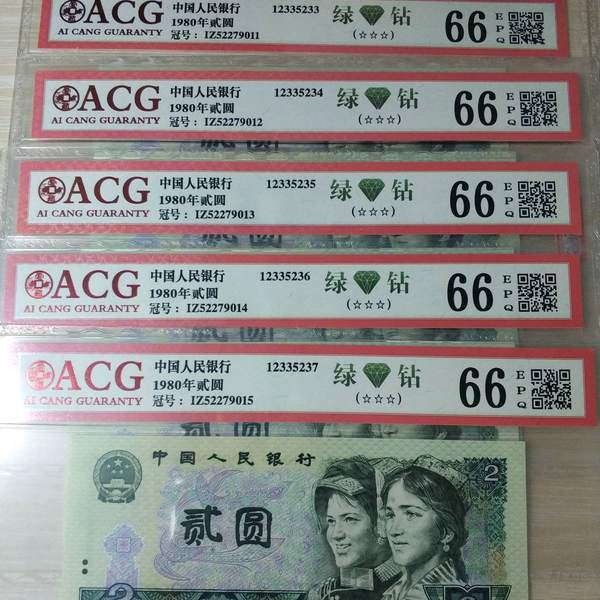 ACG
AI CANG GUARANTY
中国人民银行 12335233
1980年贰圆
冠号： IZ52279011
绿 钻
(☆☆☆)
66
E
P
Q
ACG
AI CANG GUARANTY
中国人民银行 12335234
1980年贰圆
冠号： IZ52279012
绿 钻
(☆☆☆)
66
E
P
Q
ACG
AI CANG GUARANTY
中国人民银行 12335235
1980年贰圆
冠号： IZ52279013
绿 钻
(☆☆☆)
66
E
P
Q
ACG
AI CANG GUARANTY
中国人民银行 12335236
1980年贰圆
冠号： IZ52279014
绿 钻
(☆☆☆)
66
E
P
Q
ACG
AI CANG GUARANTY
中国人民银行 12335237
1980年贰圆
冠号： IZ52279015
绿 钻
(☆☆☆)
66
E
P
Q
中国人民银行
2
贰圆
2